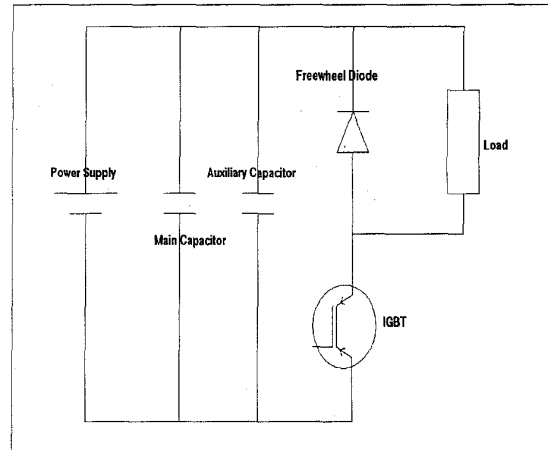 Freewheel Diode
Load
Power Supply
Auxiliary Capacitor
Main Capacitor
IGBT